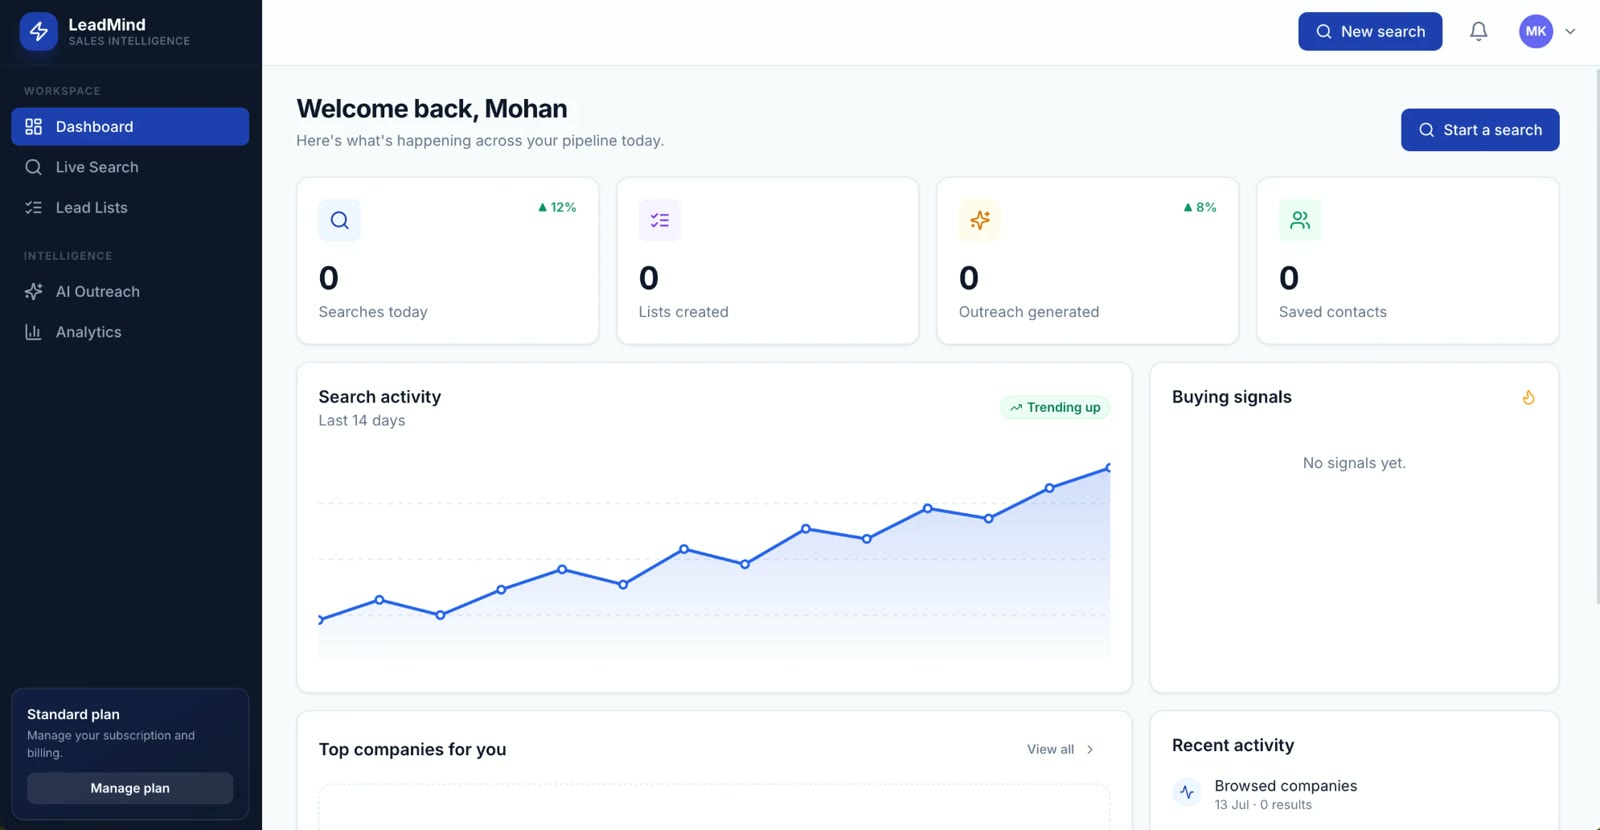 LeadMind
SALES INTELLIGENCE
New search
MK
WORKSPACE
Dashboard
Live Search
Lead Lists
INTELLIGENCE
AI Outreach
Analytics
Standard plan
Manage your subscription and
billing.
Manage plan
Welcome back, Mohan
Here's what's happening across your pipeline today.
Start a search
12%
0
Searches today
0
Lists created
8%
0
Outreach generated
0
Saved contacts
Search activity
Last 14 days
Trending up
Buying signals
No signals yet.
Top companies for you
View all
Recent activity
Browsed companies
13 Jul · 0 results